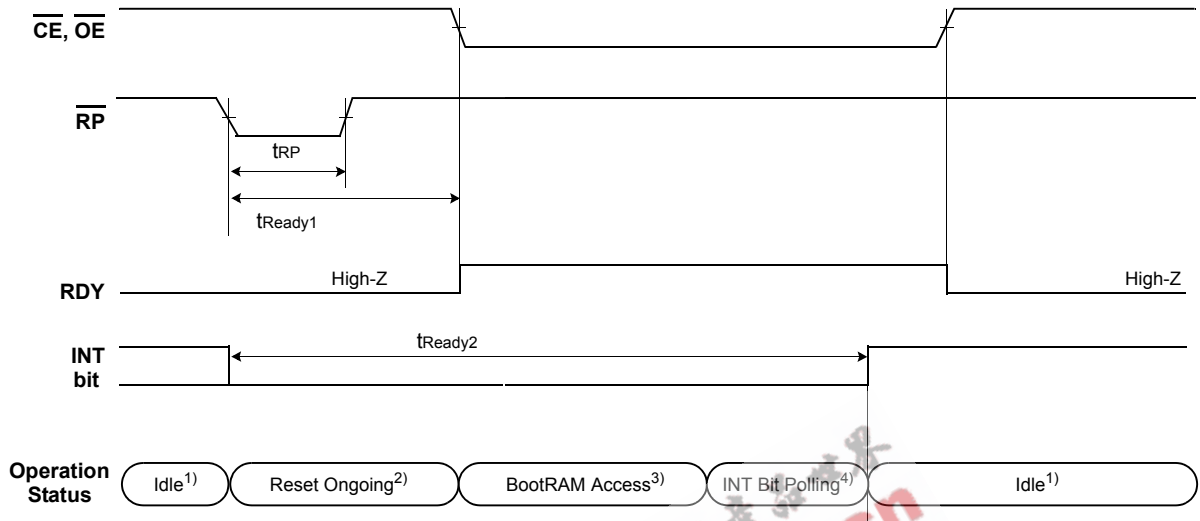 CE, OE
RP
tRP
tReady1
High-Z
High-Z
RDY
tReady2
INT
bit
Operation
Status
Idle1)
Reset Ongoing2)
BootRAM Access3)
INT Bit Polling4)
Idle1)